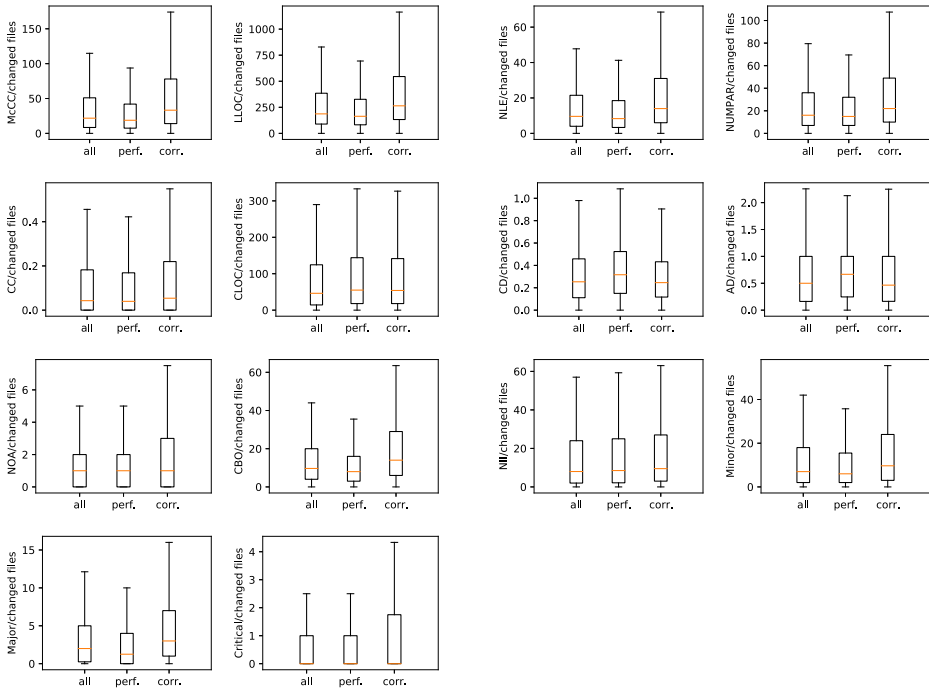 McCC/changed files
150
100
50
0
all perf. corr.
LLOC/changed files
1000
750
500
250
0
all perf. corr.
NLE/changed files
60
40
20
0
all perf. corr.
NUMPAR/changed files
100
80
60
40
20
0
all perf. corr.
CC/changed files
0.4
0.2
0.0
all perf. corr.
CLOC/changed files
300
200
100
0
all perf. corr.
CD/changed files
1.0
0.8
0.6
0.4
0.2
0.0
all perf. corr.
AD/changed files
2.0
1.5
1.0
0.5
0.0
all perf. corr.
NOA/changed files
6
4
2
0
all perf. corr.
CBO/changed files
60
40
20
0
all perf. corr.
NII/changed files
60
40
20
0
all perf. corr.
Minor/changed files
40
20
0
all perf. corr.
Major/changed files
15
10
5
0
all perf. corr.
Critical/changed files
4
3
2
1
0
all perf. corr.